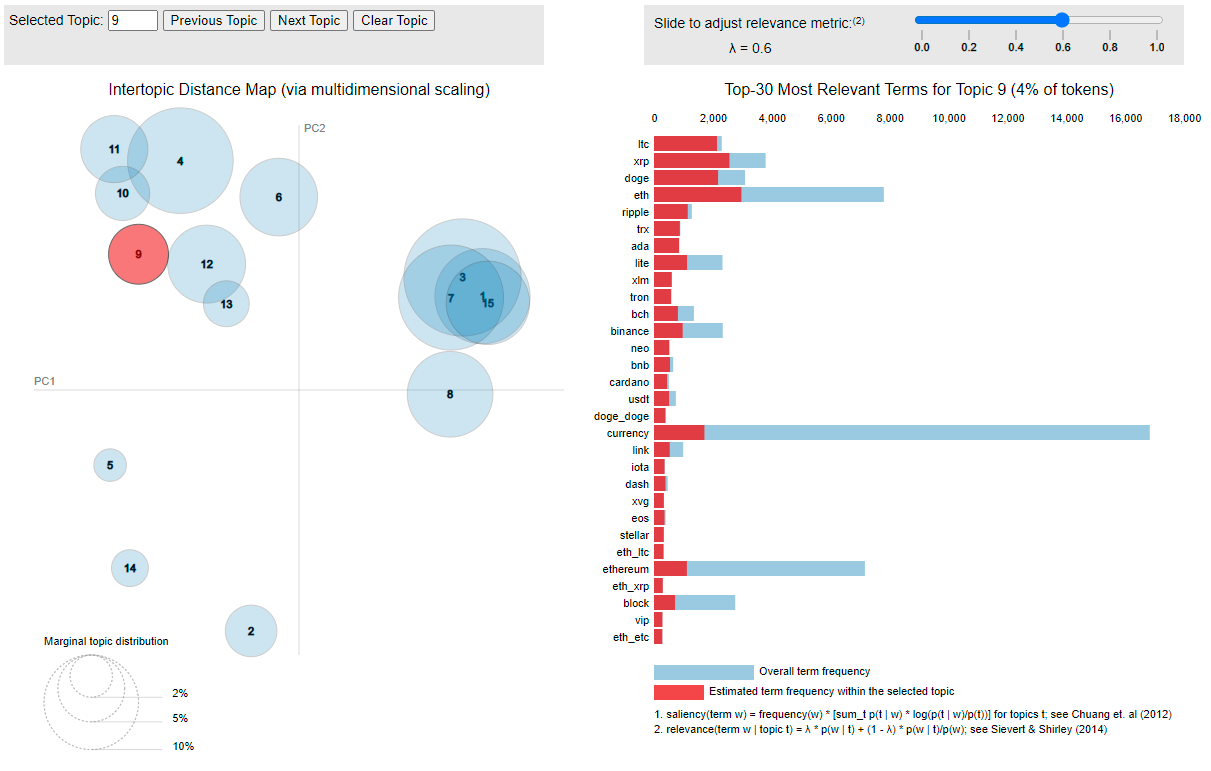 Selected Topic: 9 Previous Topic Next Topic Clear Topic
Slide to adjust relevance metric:(2)
λ = 0.6
0.0 0.2 0.4 0.6 0.8 1.0
Intertopic Distance Map (via multidimensional scaling)
PC2
PC1
11
4
10
6
9
12
13
3
7
1
15
8
5
14
2
Marginal topic distribution
2%
5%
10%
Top-30 Most Relevant Terms for Topic 9 (4% of tokens)
0 2,000 4,000 6,000 8,000 10,000 12,000 14,000 16,000 18,000
ltc
xrp
doge
eth
ripple
trx
ada
lite
xlm
tron
bch
binance
neo
bnb
cardano
usdt
doge_doge
currency
link
iota
dash
xvg
eos
stellar
eth_ltc
ethereum
eth_xrp
block
vip
eth_etc
Overall term frequency
Estimated term frequency within the selected topic
1. saliency(term w) = frequency(w) * [sum_t p(t | w) * log(p(t | w)/p(t))] for topics t; see Chuang et. al (2012)
2. relevance(term w | topic t) = λ * p(w | t) + (1 - λ) * p(w | t)/p(w); see Sievert & Shirley (2014)